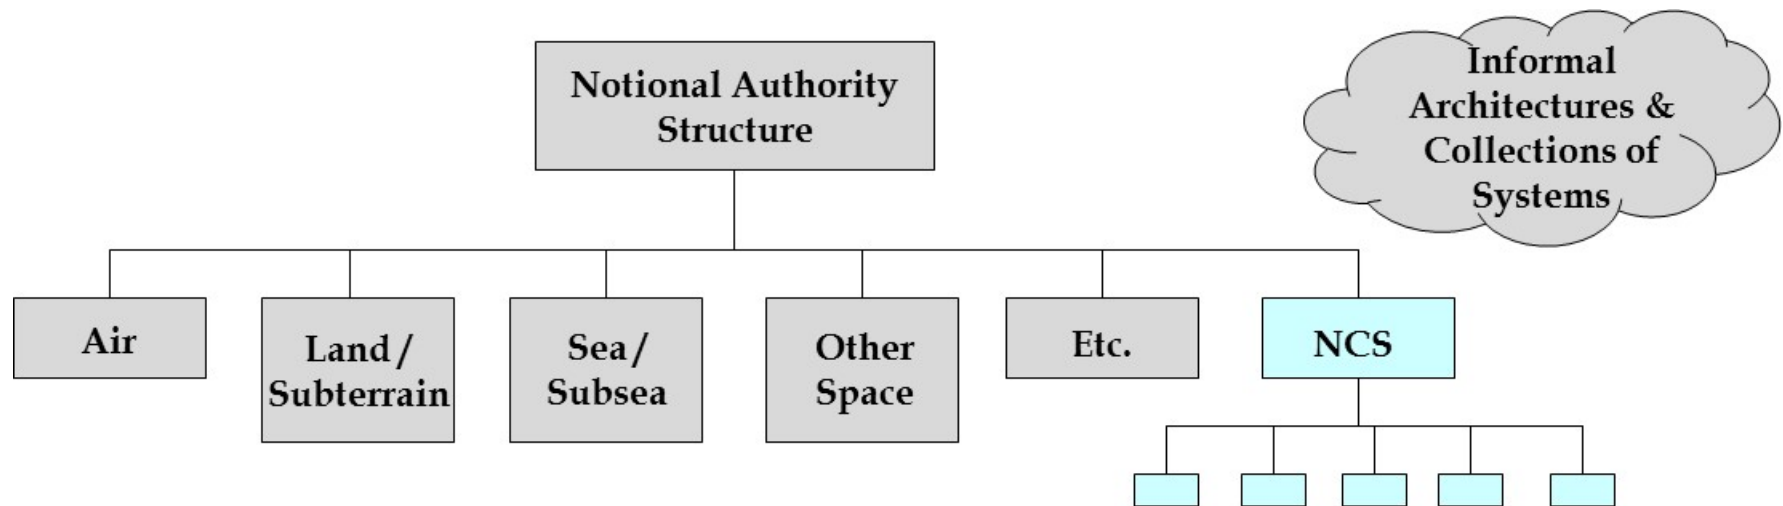 Notional Authority
Structure
Informal
Architectures &
Collections of
Systems
Air
Land/
Subterrain
Sea/
Subsea
Other
Space
Etc.
NCS